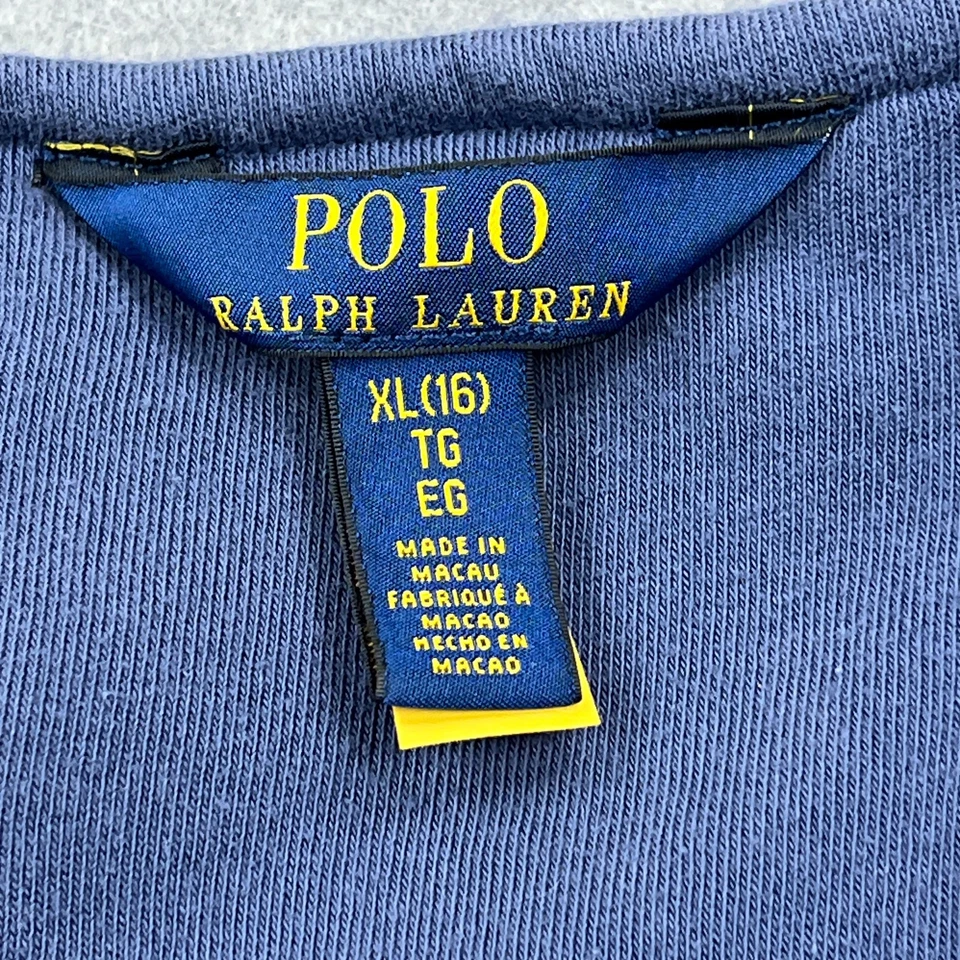 POLO
RALPH LAUREN
XL(16)
TG
EG
MADE IN
MACAU
FABRIQUÉ À
MACAO
HECHO EN
MACAO